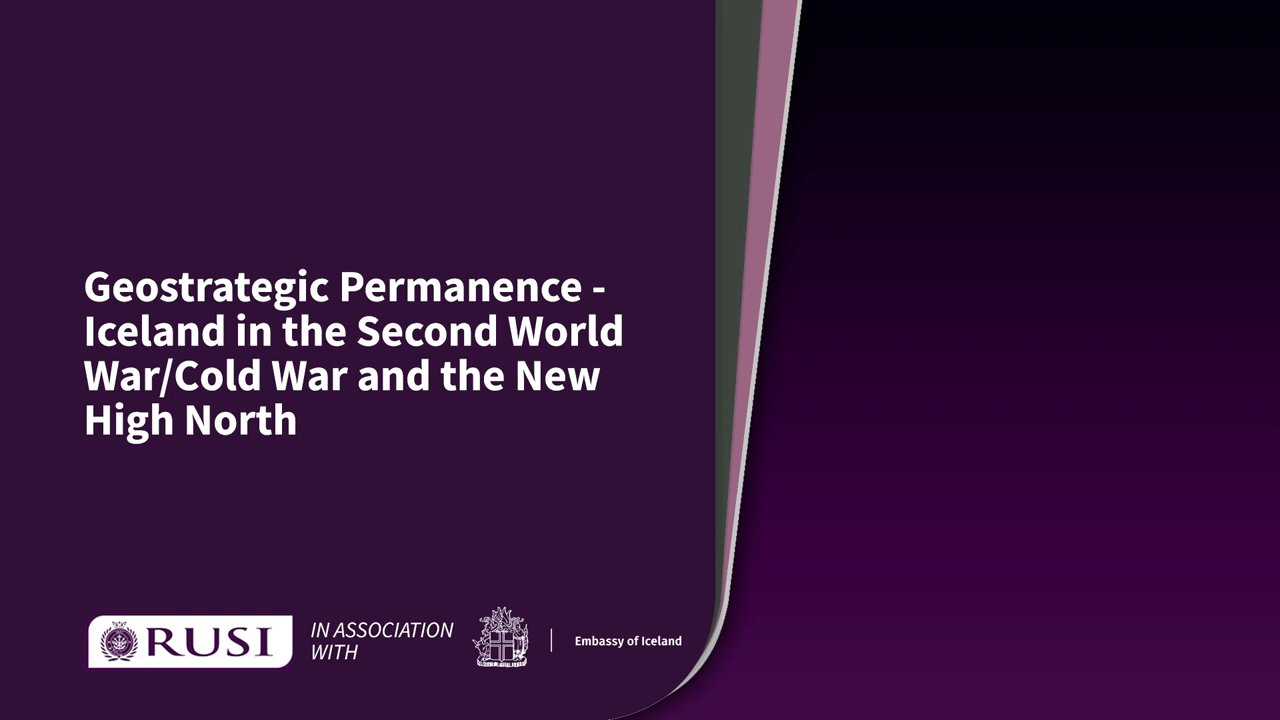 Geostrategic Permanence -
Iceland in the Second World
War/Cold War and the New
High North
RUSI
IN ASSOCIATION
WITH
Embassy of Iceland